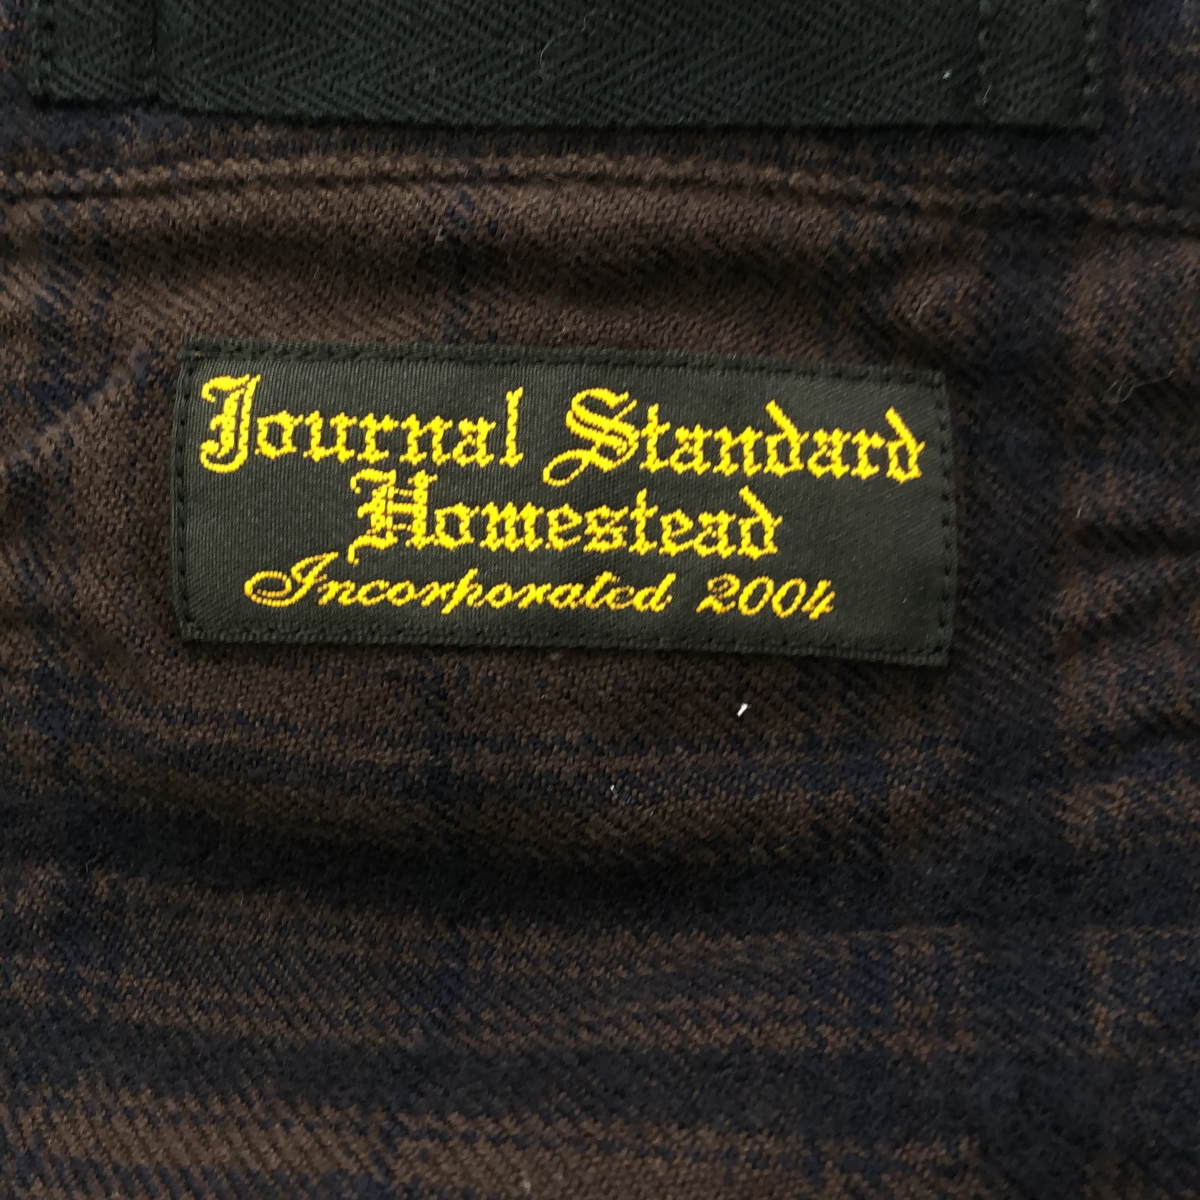 Journal Standard
Homestead
Incorporated 2004